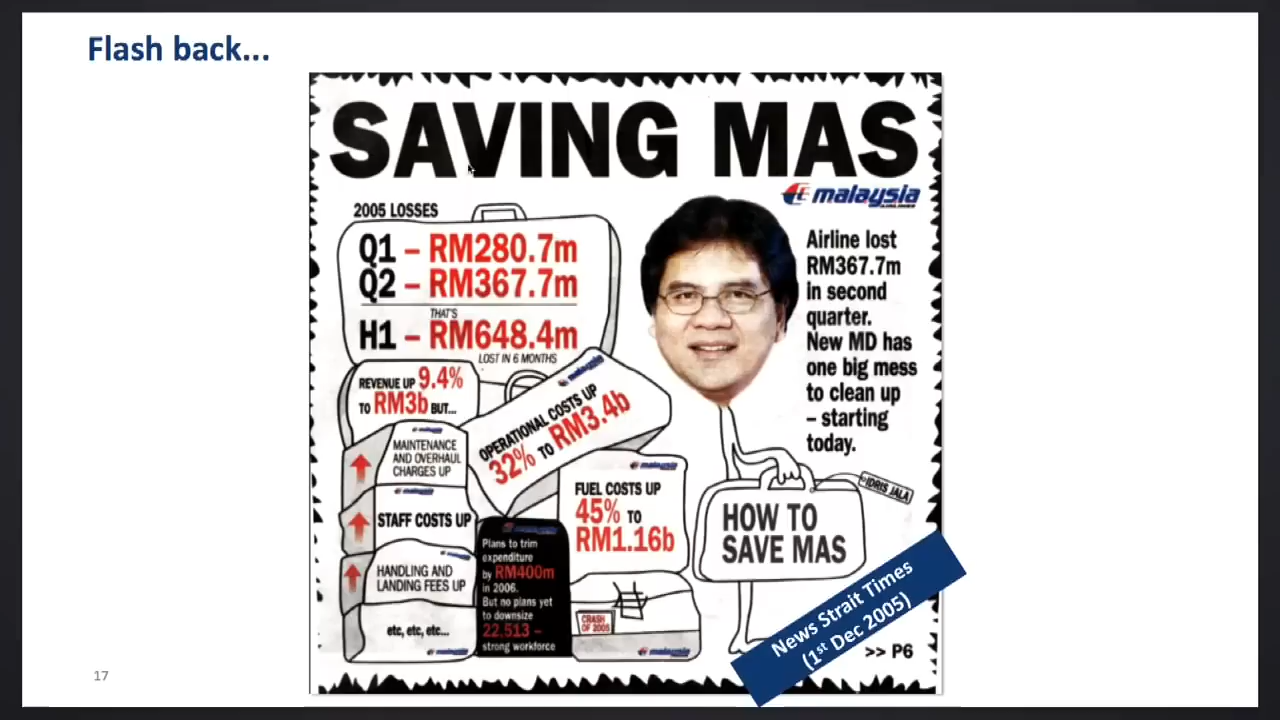 Flash back...
SAVING MAS
malaysia
2005 LOSSES
Q1 – RM280.7m
Q2 – RM367.7m
THAT'S
H1 – RM648.4m
LOST IN 6 MONTHS
REVENUE UP 9.4%
TO RM3b BUT...
MAINTENANCE
AND OVERHAUL
CHARGES UP
STAFF COSTS UP
HANDLING AND
LANDING FEES UP
etc, etc, etc...
malaysia
OPERATIONAL COSTS UP
32% TO RM3.4b
Plans to trim
expenditure
by RM400m
in 2006.
But no plans yet
to downsize
22,513 –
strong workforce
malaysia
FUEL COSTS UP
45% TO
RM1.16b
CRASH
OF 2005
malaysia
Airline lost
RM367.7m
in second
quarter.
New MD has
one big mess
to clean up
– starting
today.
IDRIS JALA
HOW TO
SAVE MAS
News Strait Times
(1st Dec 2005)
>> P6
17